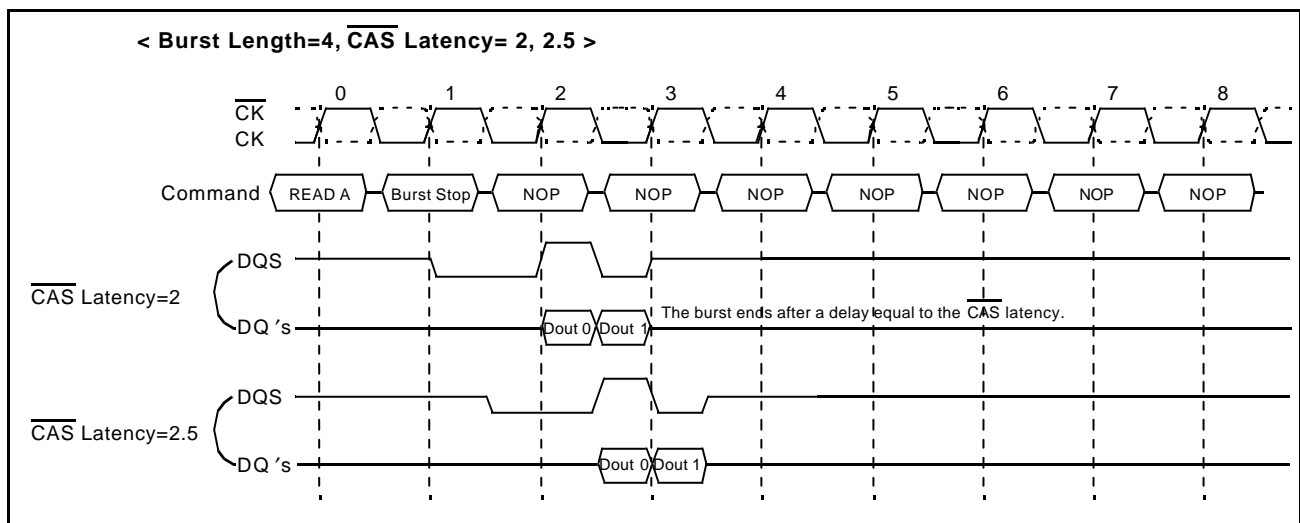 < Burst Length=4, CAS Latency= 2, 2.5 >
0 1 2 3 4 5 6 7 8
CK
CK
Command READ A Burst Stop NOP NOP NOP NOP NOP NOP NOP
DQS
CAS Latency=2
The burst ends after a delay equal to the CAS latency.
DQ 's Dout 0 Dout 1
DQS
CAS Latency=2.5
DQ 's Dout 0 Dout 1